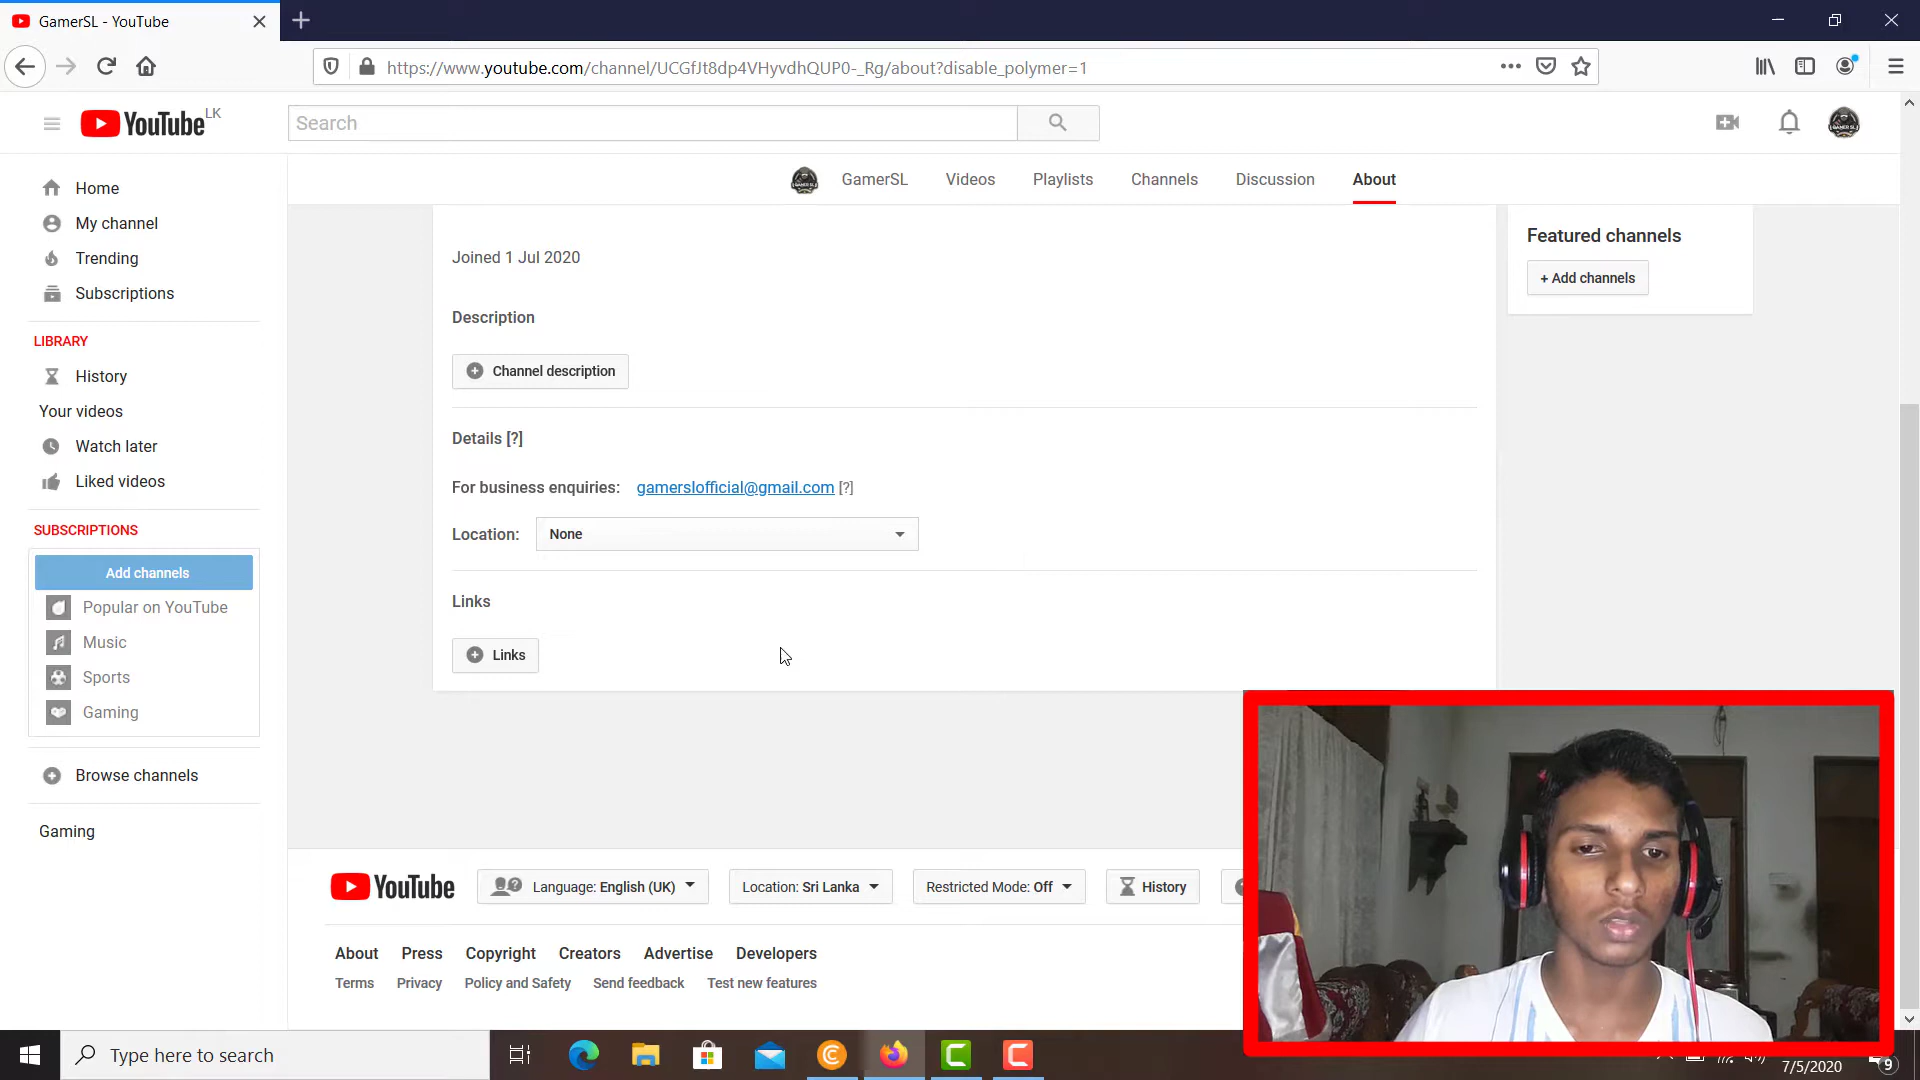 GamerSL - YouTube
https://www.youtube.com/channel/UCGfJt8dp4VHyvdhQUP0-_Rg/about?disable_polymer=1
YouTube LK
Search
GamerSL Videos Playlists Channels Discussion About
Home
My channel
Trending
Subscriptions
LIBRARY
History
Your videos
Watch later
Liked videos
SUBSCRIPTIONS
Add channels
Popular on YouTube
Music
Sports
Gaming
Browse channels
Gaming
Joined 1 Jul 2020
Description
Channel description
Details [?]
For business enquiries: gamerslofficial@gmail.com [?]
Location: None
Links
Links
Featured channels
+ Add channels
YouTube Language: English (UK) Location: Sri Lanka Restricted Mode: Off History
About Press Copyright Creators Advertise Developers
Terms Privacy Policy and Safety Send feedback Test new features
Type here to search
7/5/2020
9